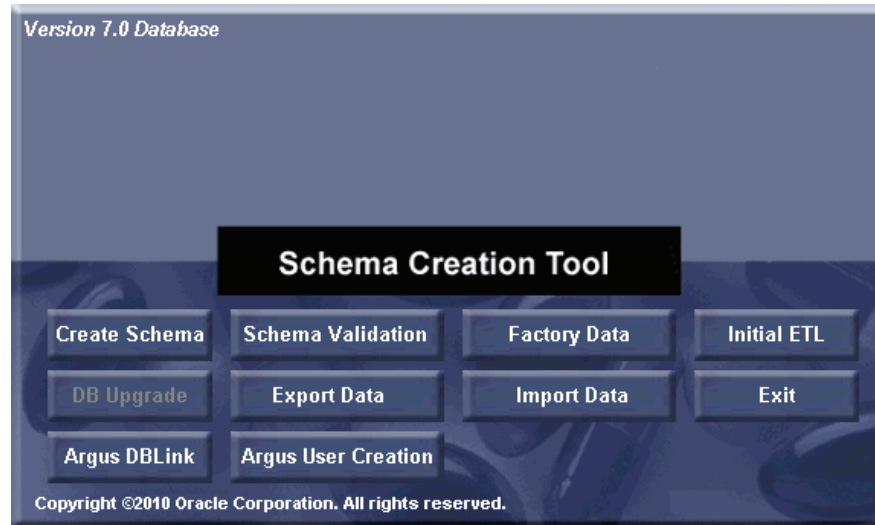 Version 7.0 Database
Schema Creation Tool
Create Schema
Schema Validation
Factory Data
Initial ETL
DB Upgrade
Export Data
Import Data
Exit
Argus DBLink
Argus User Creation
Copyright ©2010 Oracle Corporation. All rights reserved.